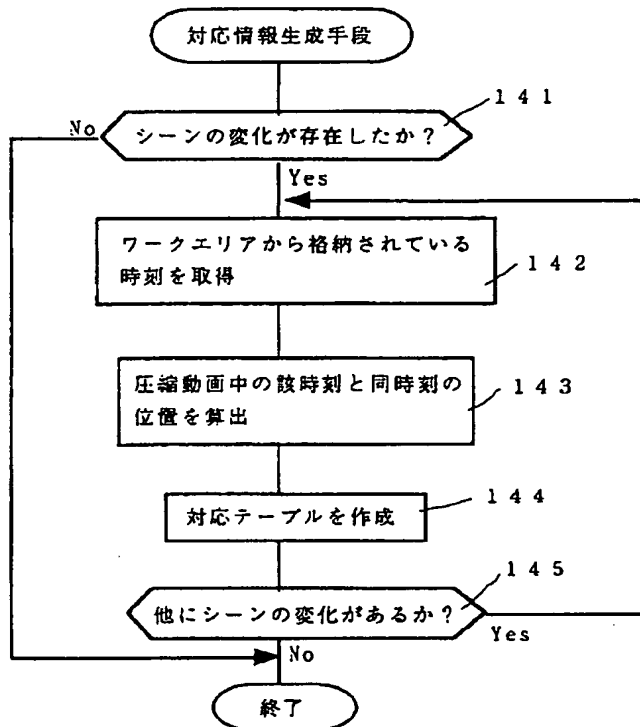 対応情報生成手段
141
シーンの変化が存在したか?
No
Yes
ワークエリアから格納されている
時刻を取得
142
圧縮動画中の該時刻と同時刻の
位置を算出
143
対応テーブルを作成
144
145
他にシーンの変化があるか?
Yes
No
終了